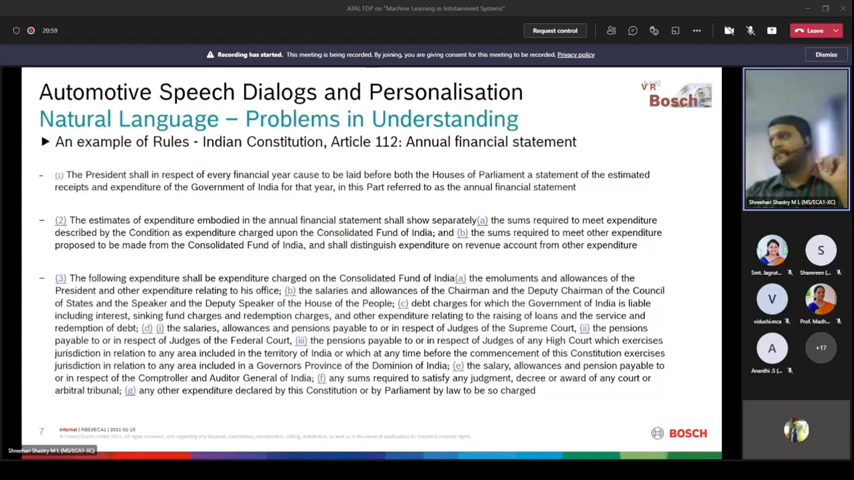 ATAL FDP on "Machine Learning in Infotainment Systems"
20:59
Request control
Leave
Recording has started. This meeting is being recorded. By joining, you are giving consent for this meeting to be recorded. Privacy policy
Dismiss
Automotive Speech Dialogs and Personalisation
VR
Bosch
Natural Language – Problems in Understanding
An example of Rules - Indian Constitution, Article 112: Annual financial statement
- (1) The President shall in respect of every financial year cause to be laid before both the Houses of Parliament a statement of the estimated
receipts and expenditure of the Government of India for that year, in this Part referred to as the annual financial statement
- (2) The estimates of expenditure embodied in the annual financial statement shall show separately(a) the sums required to meet expenditure
described by the Condition as expenditure charged upon the Consolidated Fund of India; and (b) the sums required to meet other expenditure
proposed to be made from the Consolidated Fund of India, and shall distinguish expenditure on revenue account from other expenditure
- (3) The following expenditure shall be expenditure charged on the Consolidated Fund of India(a) the emoluments and allowances of the
President and other expenditure relating to his office; (b) the salaries and allowances of the Chairman and the Deputy Chairman of the Council
of States and the Speaker and the Deputy Speaker of the House of the People; (c) debt charges for which the Government of India is liable
including interest, sinking fund charges and redemption charges, and other expenditure relating to the raising of loans and the service and
redemption of debt; (d) (i) the salaries, allowances and pensions payable to or in respect of Judges of the Supreme Court, (ii) the pensions
payable to or in respect of Judges of the Federal Court, (iii) the pensions payable to or in respect of Judges of any High Court which exercises
jurisdiction in relation to any area included in the territory of India or which at any time before the commencement of this Constitution exercises
jurisdiction in relation to any area included in a Governors Province of the Dominion of India; (e) the salary, allowances and pension payable to
or in respect of the Comptroller and Auditor General of India; (f) any sums required to satisfy any judgment, decree or award of any court or
arbitral tribunal; (g) any other expenditure declared by this Constitution or by Parliament by law to be so charged
7
Internal | RBEI/ECA1 | 2021-01-15
BOSCH
Shreehari Shastry M L (MS/ECA1-XC)
Shreehari Shastry M L (MS/ECA1-XC)
Smt. Jagrut...
S
Shamreen (...
V
vidushi.mca
Prof. Madh...
A
Ananthi .S (...
+17